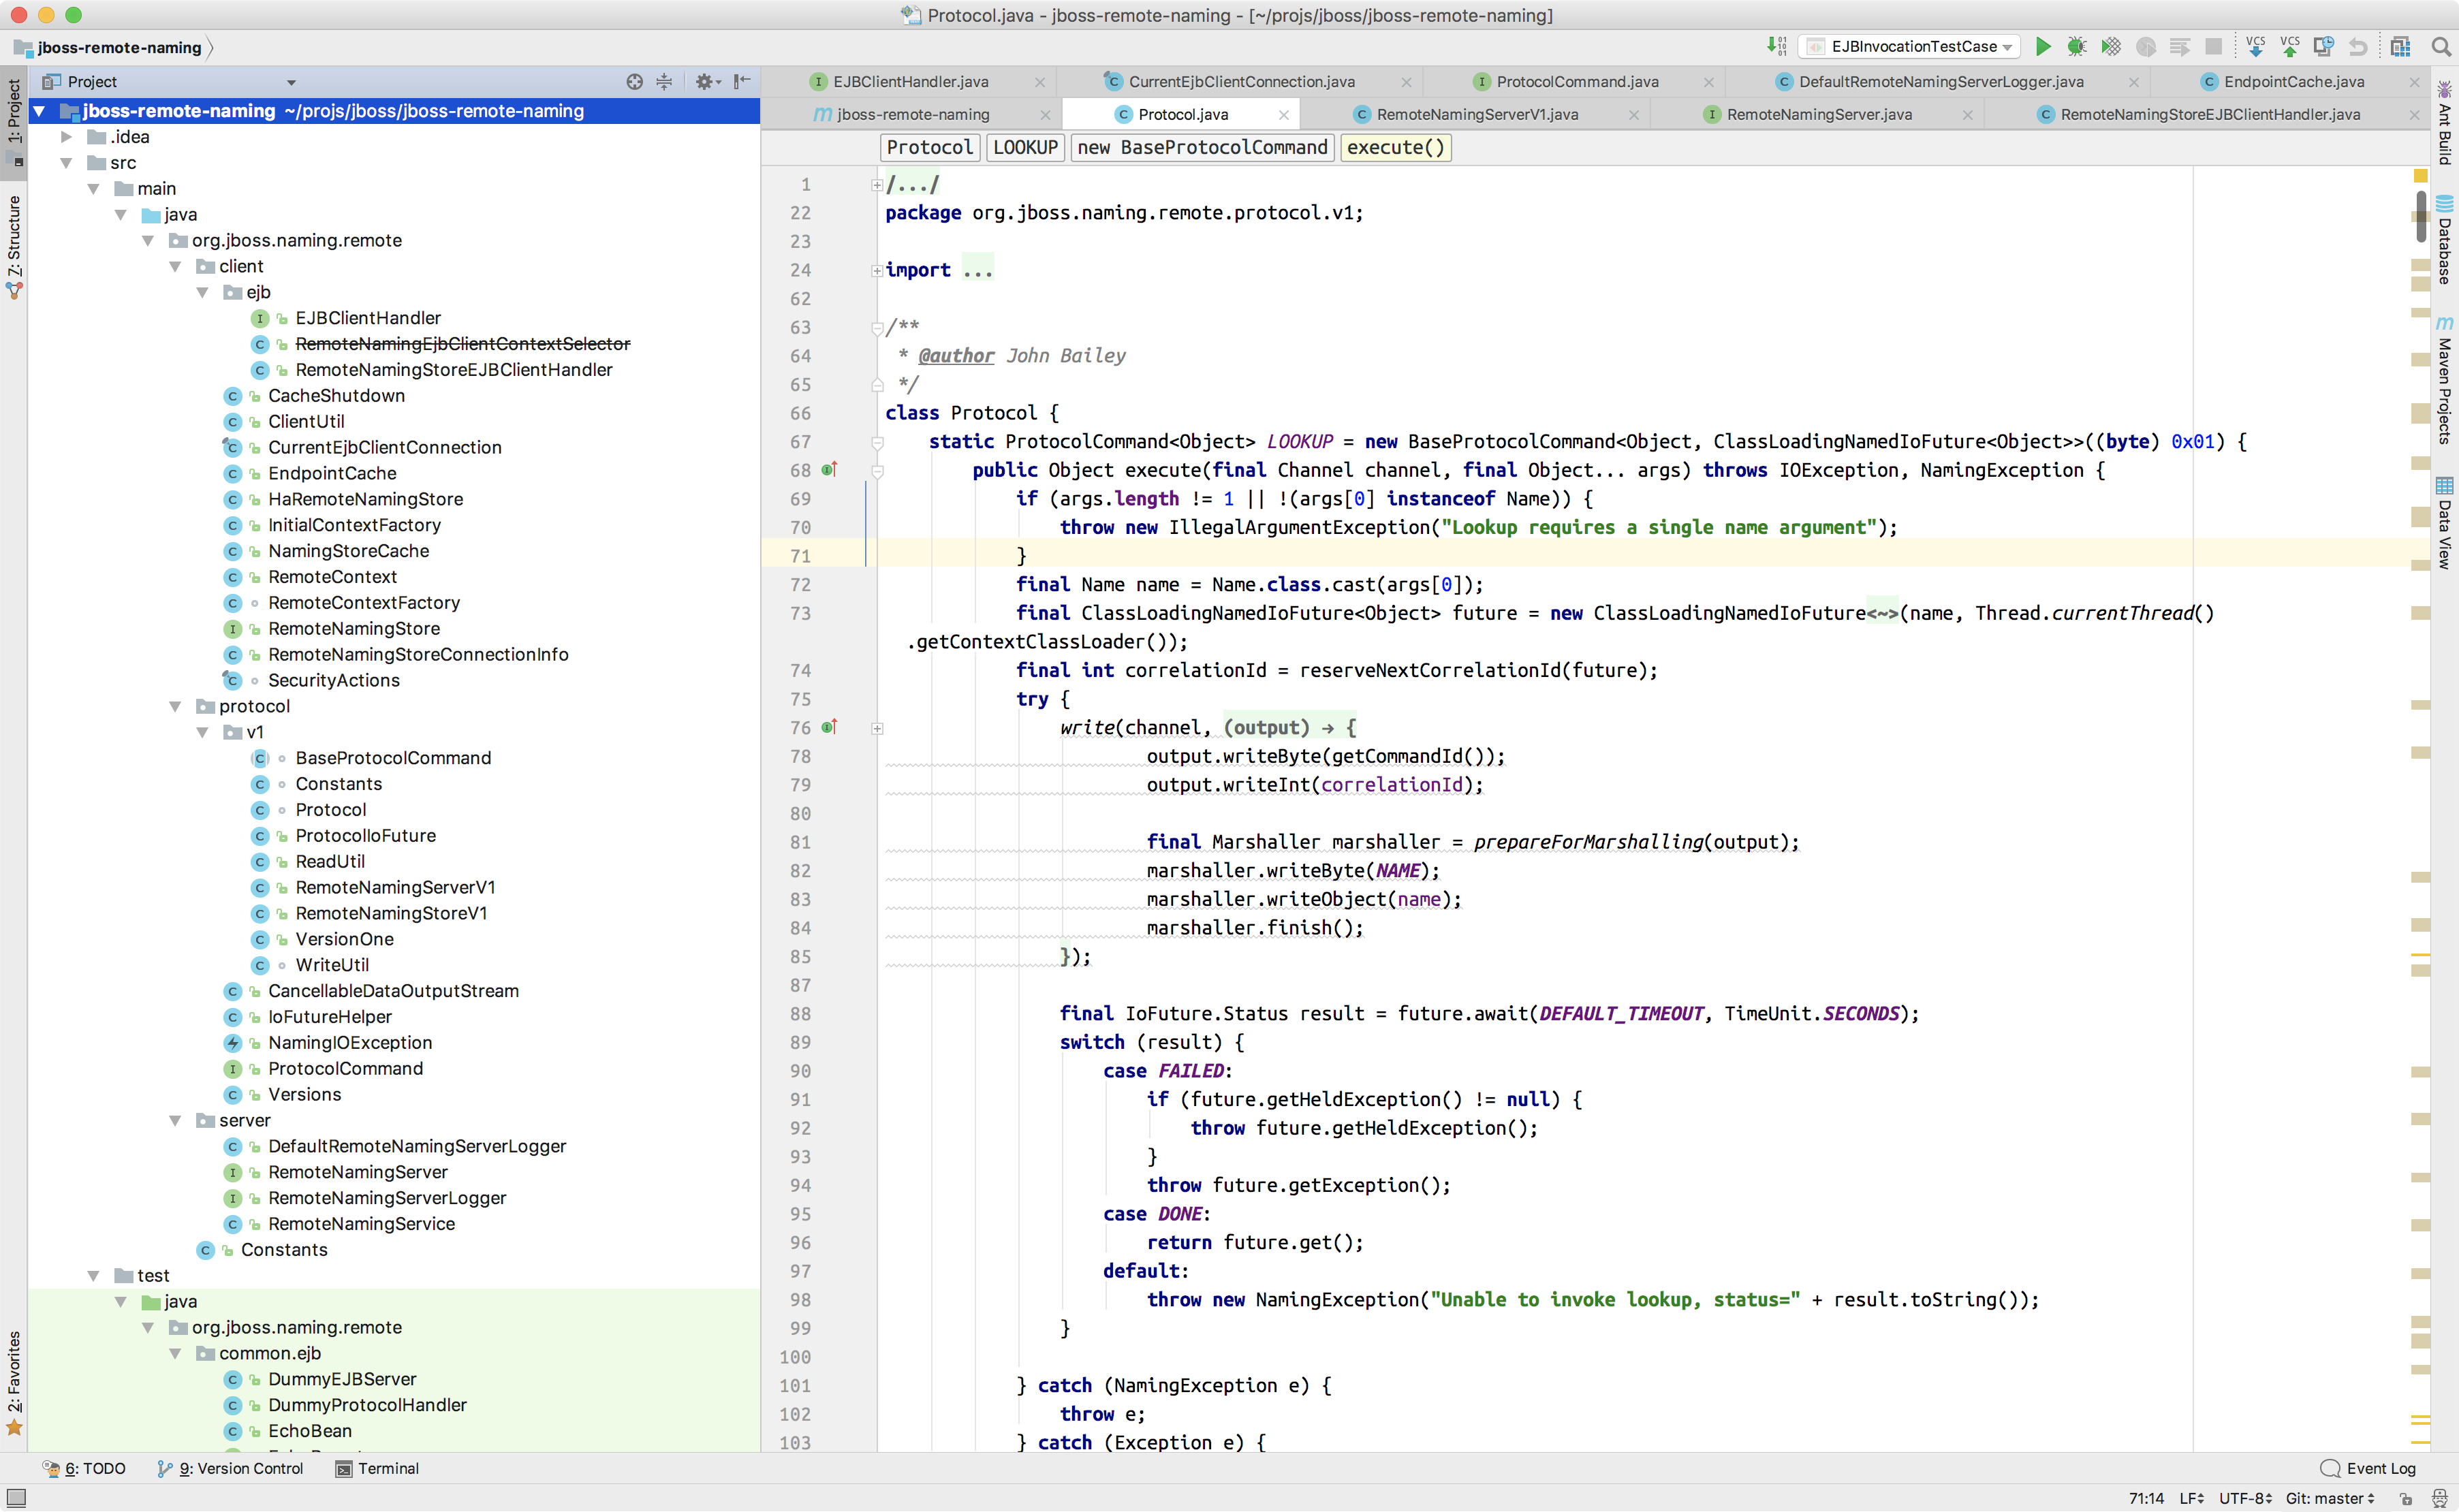 Protocol.java - jboss-remote-naming - [~/projs/jboss/jboss-remote-naming]
jboss-remote-naming
EJBInvocationTestCase
VCS
VCS
1: Project
7: Structure
2: Favorites
Project
jboss-remote-naming ~/projs/jboss/jboss-remote-naming
.idea
src
main
java
org.jboss.naming.remote
client
ejb
EJBClientHandler
RemoteNamingEjbClientContextSelector
RemoteNamingStoreEJBClientHandler
CacheShutdown
ClientUtil
CurrentEjbClientConnection
EndpointCache
HaRemoteNamingStore
InitialContextFactory
NamingStoreCache
RemoteContext
RemoteContextFactory
RemoteNamingStore
RemoteNamingStoreConnectionInfo
SecurityActions
protocol
v1
BaseProtocolCommand
Constants
Protocol
ProtocolIoFuture
ReadUtil
RemoteNamingServerV1
RemoteNamingStoreV1
VersionOne
WriteUtil
CancellableDataOutputStream
IoFutureHelper
NamingIOException
ProtocolCommand
Versions
server
DefaultRemoteNamingServerLogger
RemoteNamingServer
RemoteNamingServerLogger
RemoteNamingService
Constants
test
java
org.jboss.naming.remote
common.ejb
DummyEJBServer
DummyProtocolHandler
EchoBean
EJBClientHandler.java
CurrentEjbClientConnection.java
ProtocolCommand.java
DefaultRemoteNamingServerLogger.java
EndpointCache.java
jboss-remote-naming
Protocol.java
RemoteNamingServerV1.java
RemoteNamingServer.java
RemoteNamingStoreEJBClientHandler.java
Protocol LOOKUP new BaseProtocolCommand execute()
1 /.../
22 package org.jboss.naming.remote.protocol.v1;
23
24 import ...
62
63 /**
64 * @author John Bailey
65 */
66 class Protocol {
67 static ProtocolCommand<Object> LOOKUP = new BaseProtocolCommand<Object, ClassLoadingNamedIoFuture<Object>>((byte) 0x01) {
68 public Object execute(final Channel channel, final Object... args) throws IOException, NamingException {
69 if (args.length != 1 || !(args[0] instanceof Name)) {
70 throw new IllegalArgumentException("Lookup requires a single name argument");
71 }
72 final Name name = Name.class.cast(args[0]);
73 final ClassLoadingNamedIoFuture<Object> future = new ClassLoadingNamedIoFuture<~>(name, Thread.currentThread()
.getContextClassLoader());
74 final int correlationId = reserveNextCorrelationId(future);
75 try {
76 write(channel, (output) → {
78 output.writeByte(getCommandId());
79 output.writeInt(correlationId);
80
81 final Marshaller marshaller = prepareForMarshalling(output);
82 marshaller.writeByte(NAME);
83 marshaller.writeObject(name);
84 marshaller.finish();
85 });
87
88 final IoFuture.Status result = future.await(DEFAULT_TIMEOUT, TimeUnit.SECONDS);
89 switch (result) {
90 case FAILED:
91 if (future.getHeldException() != null) {
92 throw future.getHeldException();
93 }
94 throw future.getException();
95 case DONE:
96 return future.get();
97 default:
98 throw new NamingException("Unable to invoke lookup, status=" + result.toString());
99 }
100
101 } catch (NamingException e) {
102 throw e;
103 } catch (Exception e) {
Ant Build
Database
Maven Projects
Data View
6: TODO
9: Version Control
Terminal
Event Log
71:14 LF UTF-8 Git: master